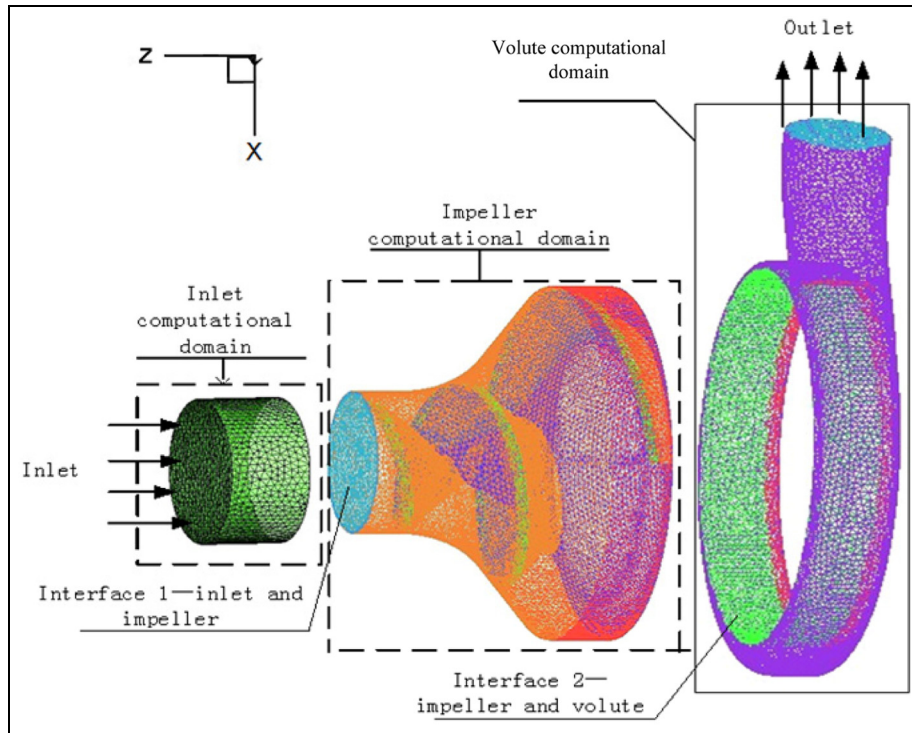 Outlet
Volute computational
domain
Z
X
Impeller
computational domain
Inlet
computational
domain
Inlet
Interface 1—inlet and
impeller
Interface 2—
impeller and volute